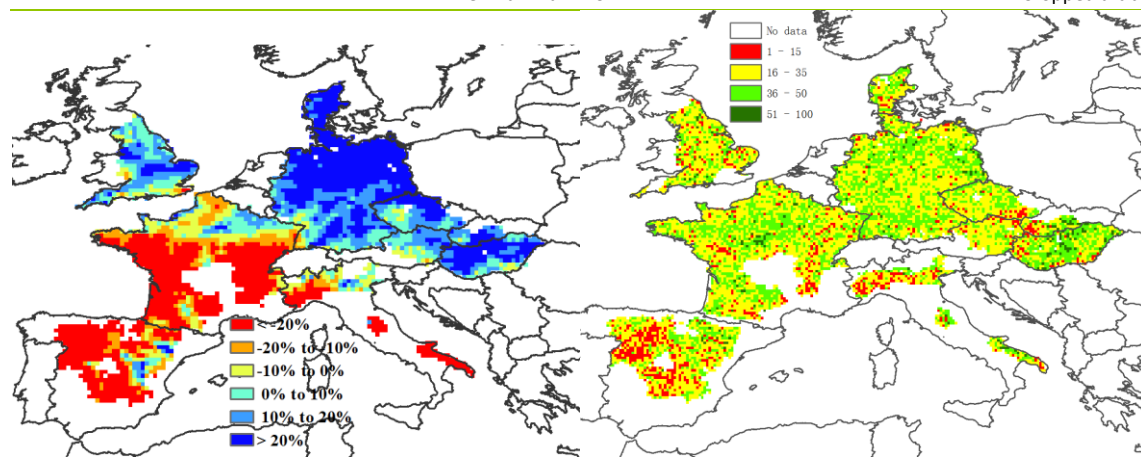 No data
1 - 15
16 - 35
36 - 50
51 - 100
< -20%
-20% to -10%
-10% to 0%
0% to 10%
10% to 20%
> 20%